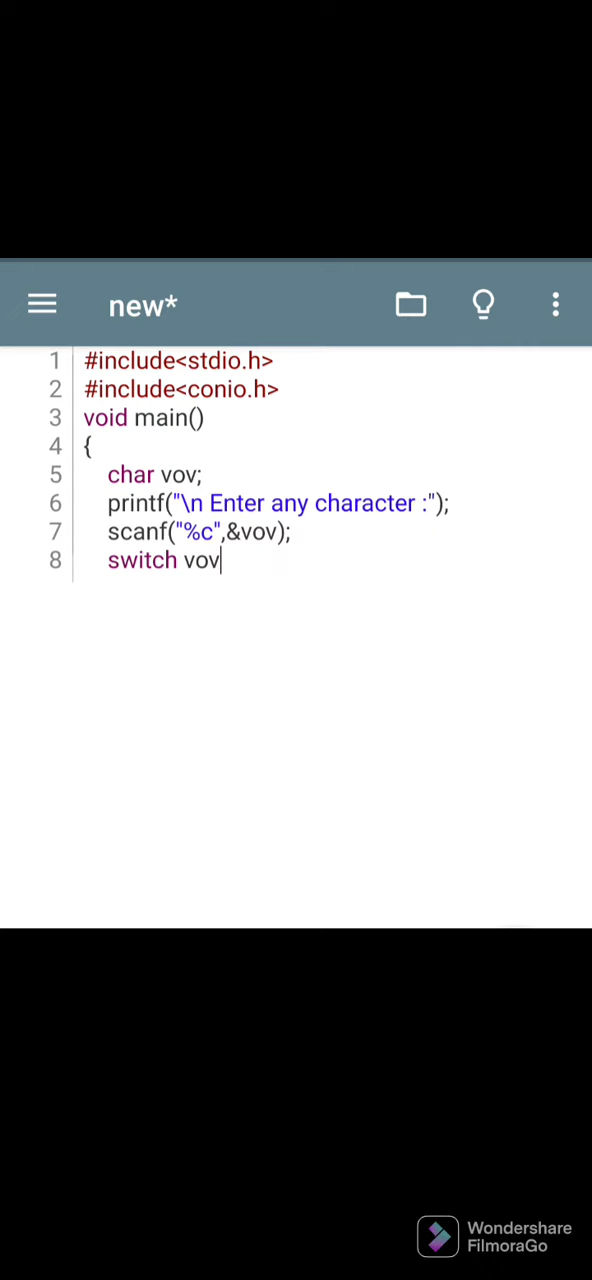 new*
1 #include<stdio.h>
2 #include<conio.h>
3 void main()
4 {
5 char vov;
6 printf("\n Enter any character :");
7 scanf("%c",&vov);
8 switch vov
Wondershare
FilmoraGo